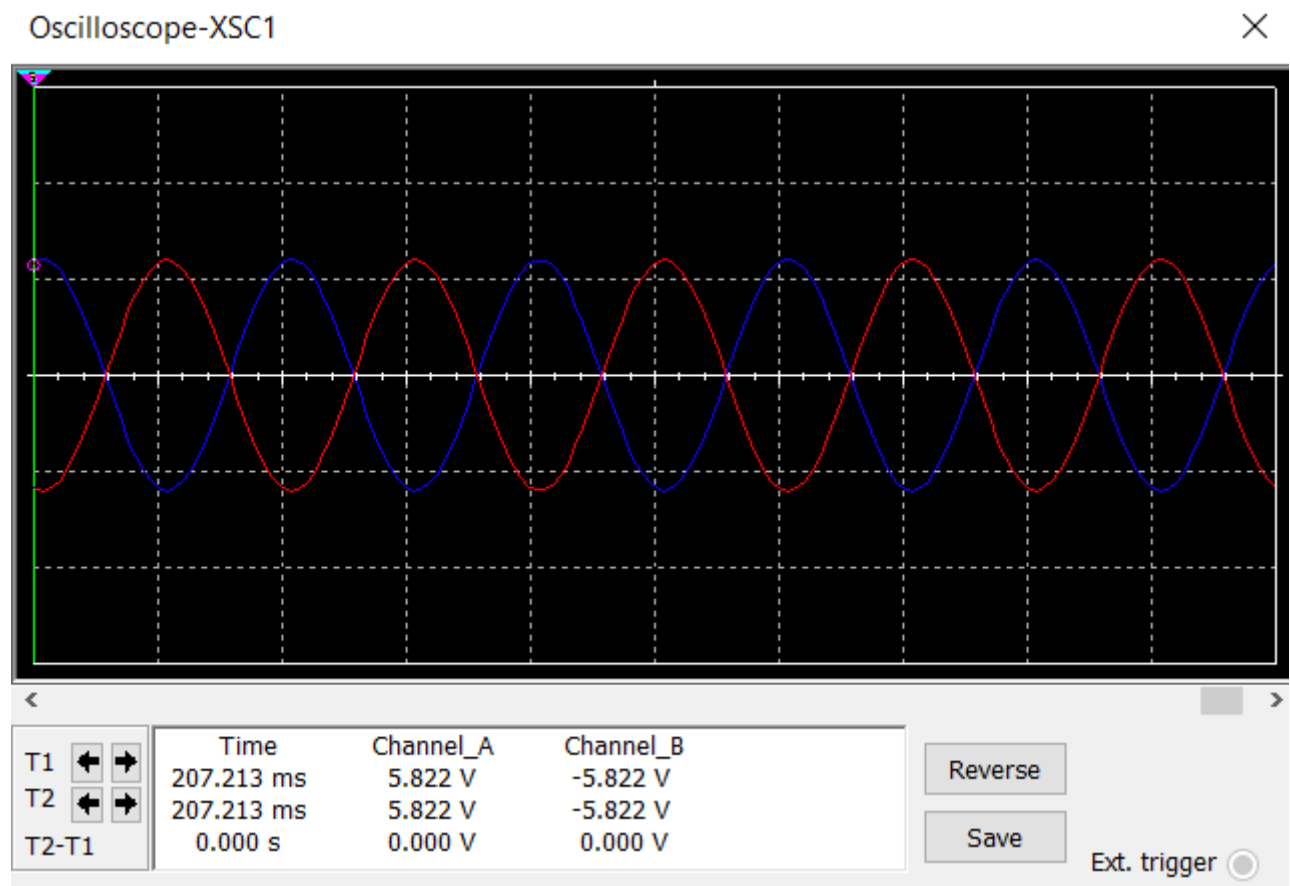 Oscilloscope-XSC1
Time Channel_A Channel_B
T1 207.213 ms 5.822 V -5.822 V
T2 207.213 ms 5.822 V -5.822 V
T2-T1 0.000 s 0.000 V 0.000 V
Reverse
Save
Ext. trigger